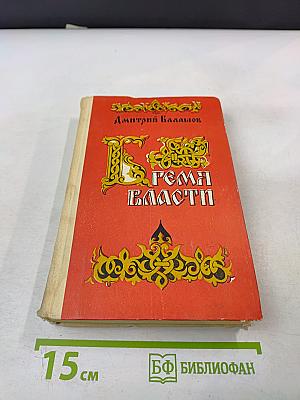 Дмитрий Балашов
Бремя
власти
15 см
БФ БИБЛИОФАН